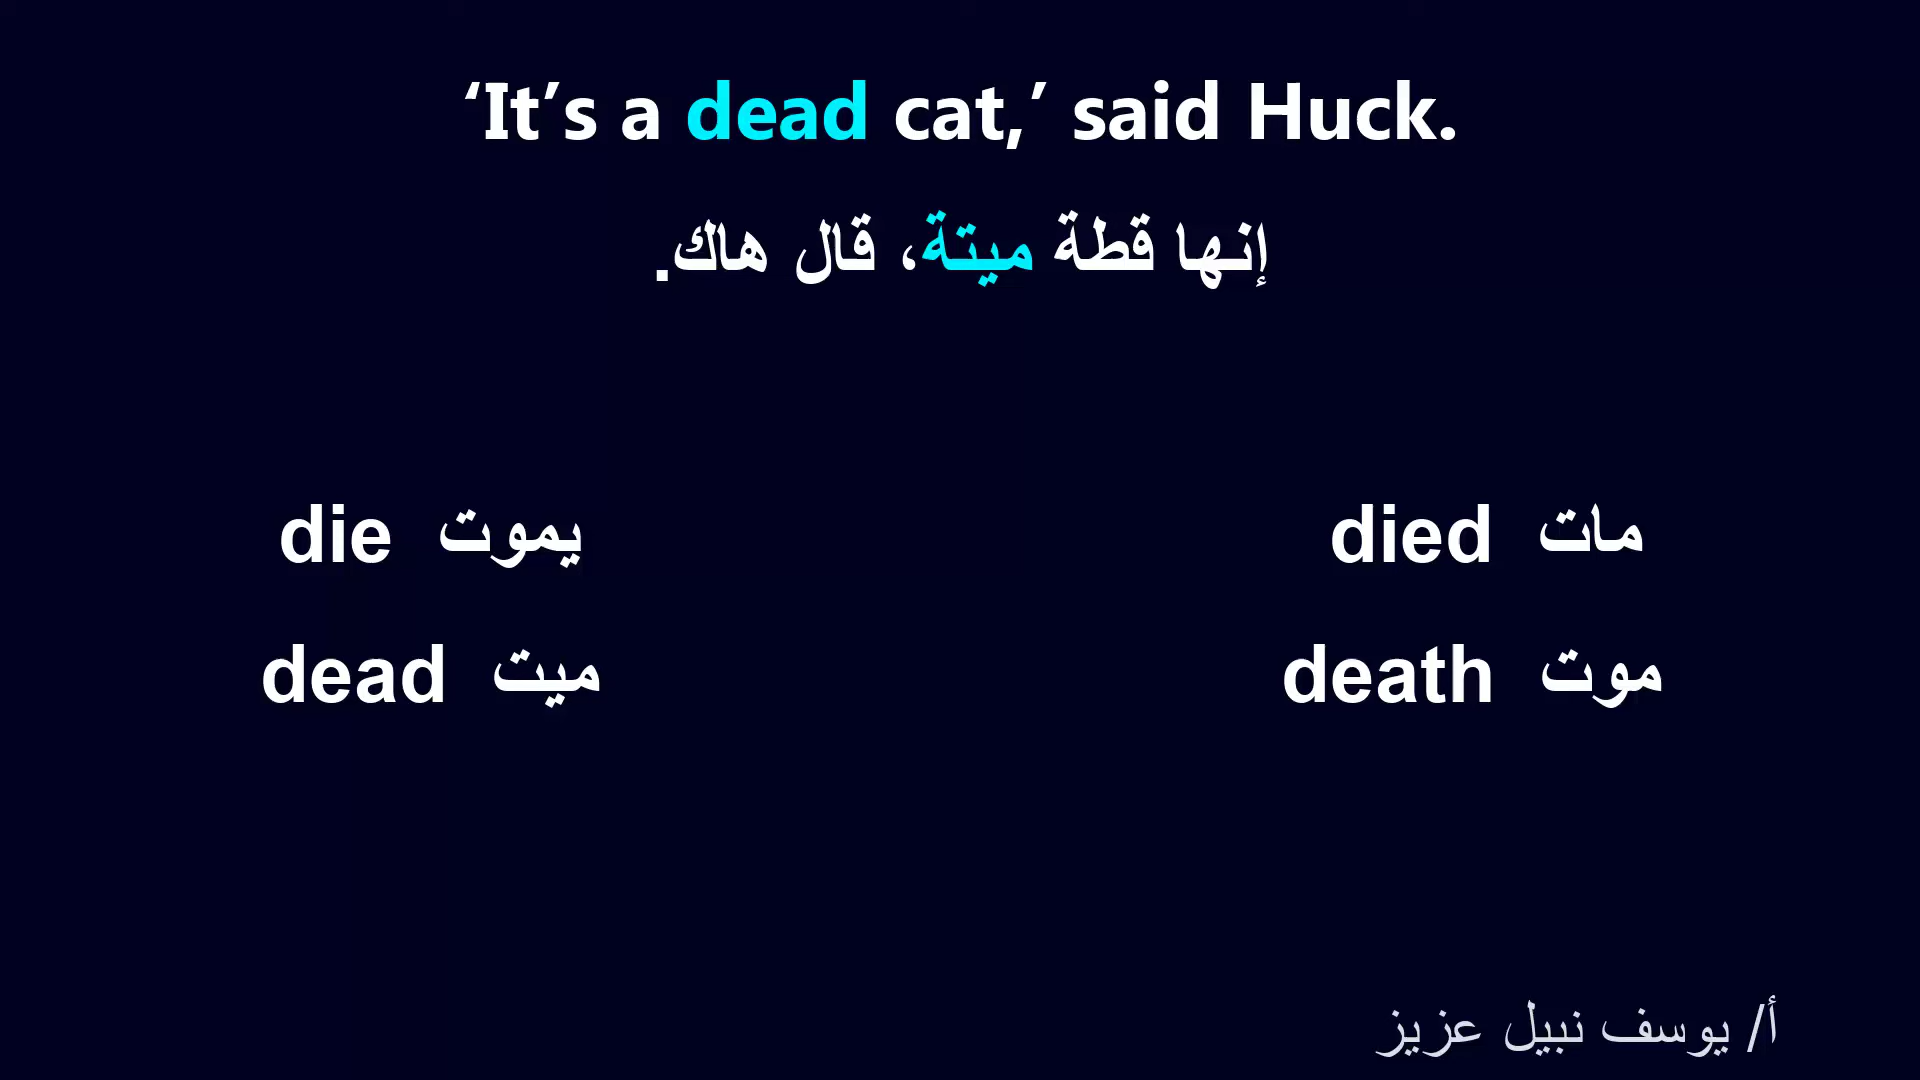 ‘It’s a dead cat,’ said Huck.
إنها قطة ميتة، قال هاك.
die يموت
died مات
dead ميت
death موت
أ/ يوسف نبيل عزيز